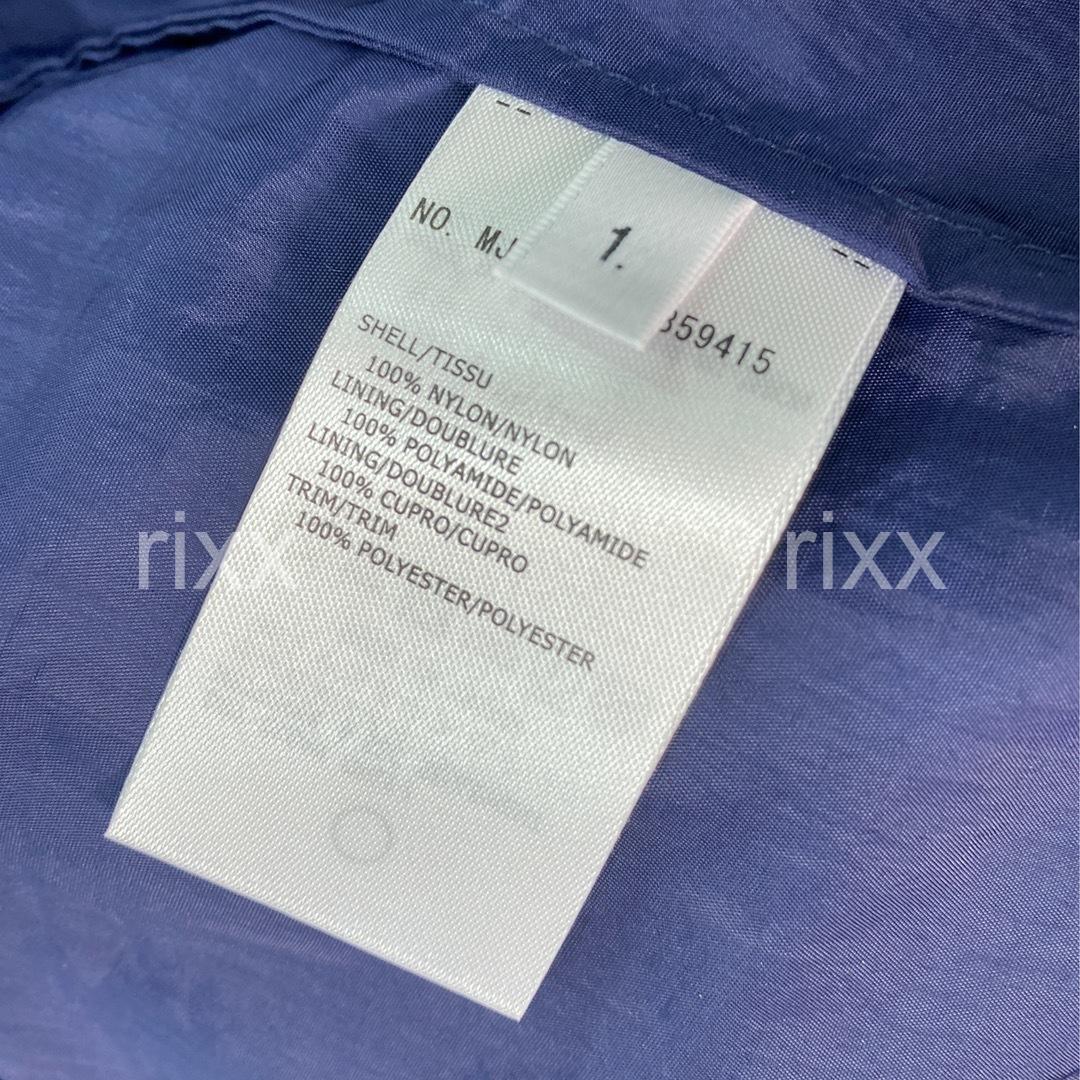 NO. MJ
1.
59415
SHELL/TISSU
100% NYLON/NYLON
LINING/DOUBLURE
100% POLYAMIDE/POLYAMIDE
LINING/DOUBLURE2
100% CUPRO/CUPRO
TRIM/TRIM
100% POLYESTER/POLYESTER
rixx
rixx